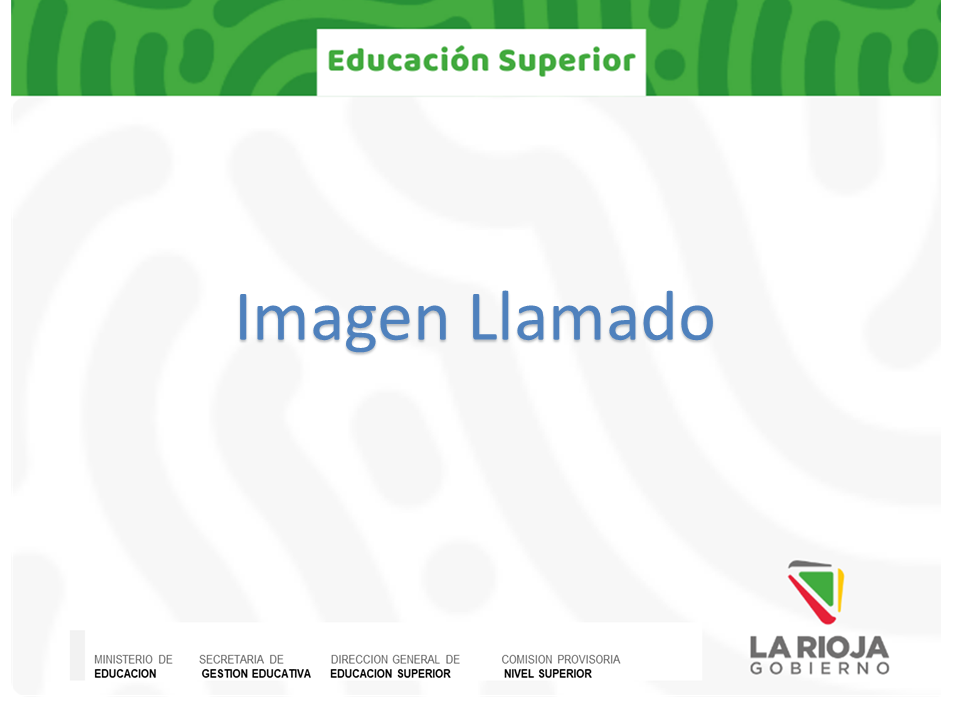 Educación Superior
Imagen Llamado
MINISTERIO DE SECRETARIA DE DIRECCION GENERAL DE COMISION PROVISORIA
EDUCACION GESTION EDUCATIVA EDUCACION SUPERIOR NIVEL SUPERIOR
LA RIOJA
GOBIERNO